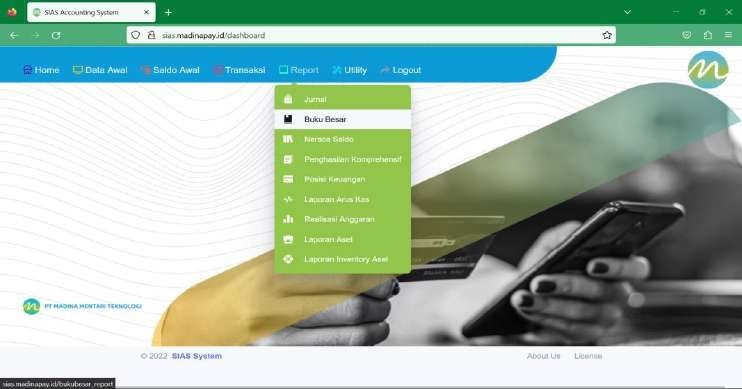 SIAS Accounting System
sias.madinapay.id/dashboard
Home Data Awal Saldo Awal Transaksi Report Utility Logout
Jurnal
Buku Besar
Neraca Saldo
Penghasilan Komprehensif
Posisi Keuangan
Laporan Arus Kas
Realisasi Anggaran
Laporan Aset
Laporan Inventory Aset
PT MADINA MENTARI TEKNOLOGI
© 2022 SIAS System About Us License
sias.madinapay.id/bukubesar_report